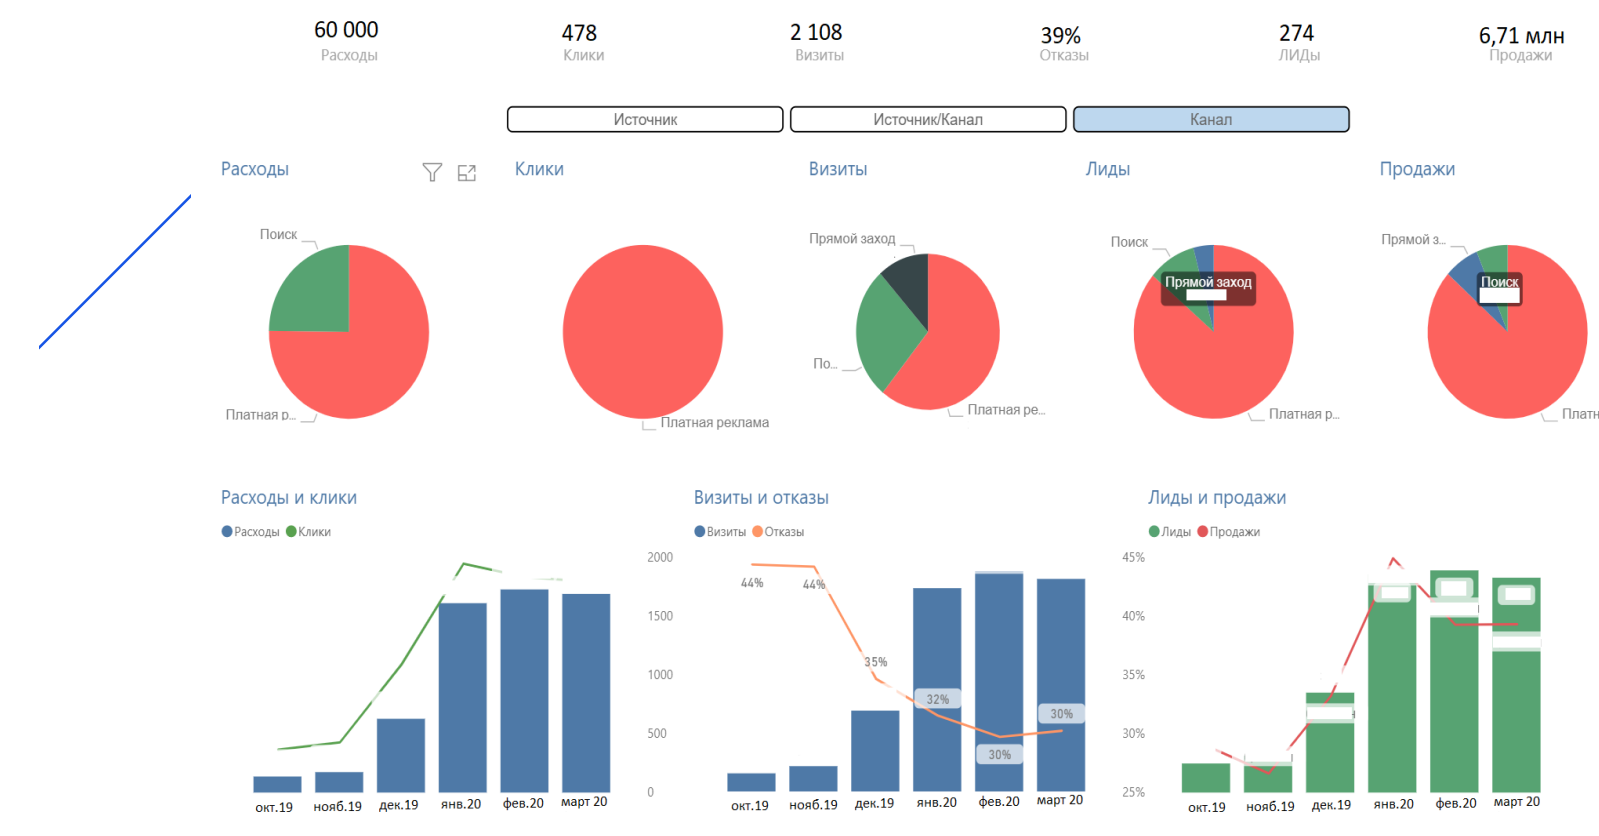 60 000
Расходы
478
Клики
2 108
Визиты
39%
Отказы
274
ЛИДы
6,71 млн
Продажи
Источник
Источник/Канал
Канал
Расходы
Клики
Визиты
Лиды
Продажи
Поиск
Платная р...
Платная реклама
Прямой заход
По...
Платная ре...
Поиск
Прямой заход
Платная р...
Прямой з...
Поиск
Платн
Расходы и клики
Расходы Клики
окт.19 нояб.19 дек.19 янв.20 фев.20 март 20
Визиты и отказы
Визиты Отказы
2000
1500
1000
500
0
44%
44%
35%
32%
30%
30%
45%
40%
35%
30%
25%
окт.19 нояб.19 дек.19 янв.20 фев.20 март 20
Лиды и продажи
Лиды Продажи
окт.19 нояб.19 дек.19 янв.20 фев.20 март 20